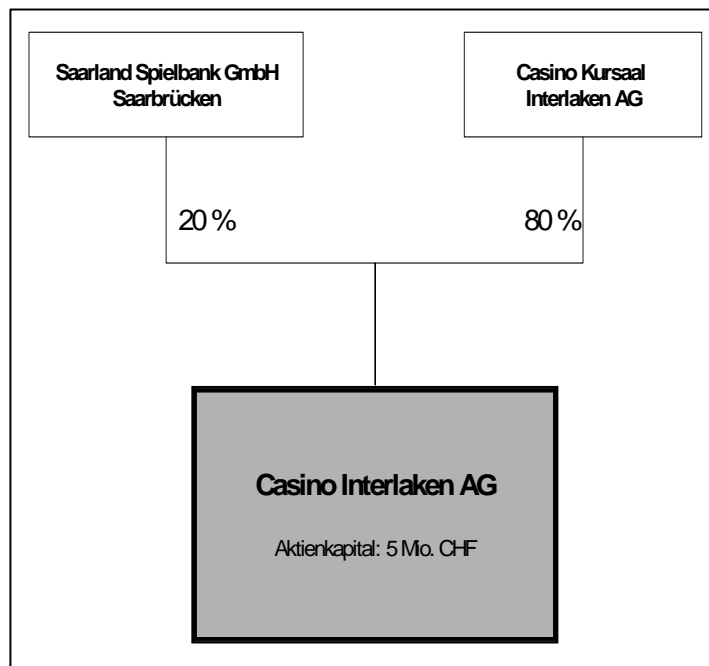 Saarland Spielbank GmbH
Saarbrücken
Casino Kursaal
Interlaken AG
20 %
80 %
Casino Interlaken AG
Aktienkapital: 5 Mio. CHF